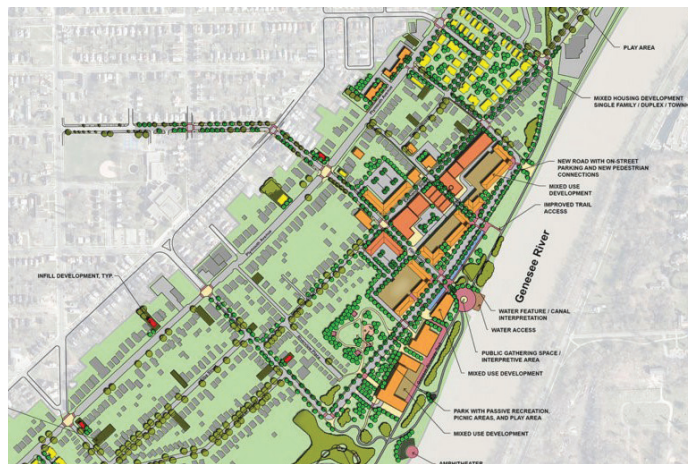 PLAY AREA
MIXED HOUSING DEVELOPMENT
SINGLE FAMILY / DUPLEX / TOWN
NEW ROAD WITH ON-STREET
PARKING AND NEW PEDESTRIAN
CONNECTIONS
MIXED USE
DEVELOPMENT
IMPROVED TRAIL
ACCESS
Genesee River
INFILL DEVELOPMENT, TYP.
WATER FEATURE / CANAL
INTERPRETATION
WATER ACCESS
PUBLIC GATHERING SPACE /
INTERPRETIVE AREA
MIXED USE DEVELOPMENT
PARK WITH PASSIVE RECREATION,
PICNIC AREAS, AND PLAY AREA
MIXED USE DEVELOPMENT
AMPHITHEATER